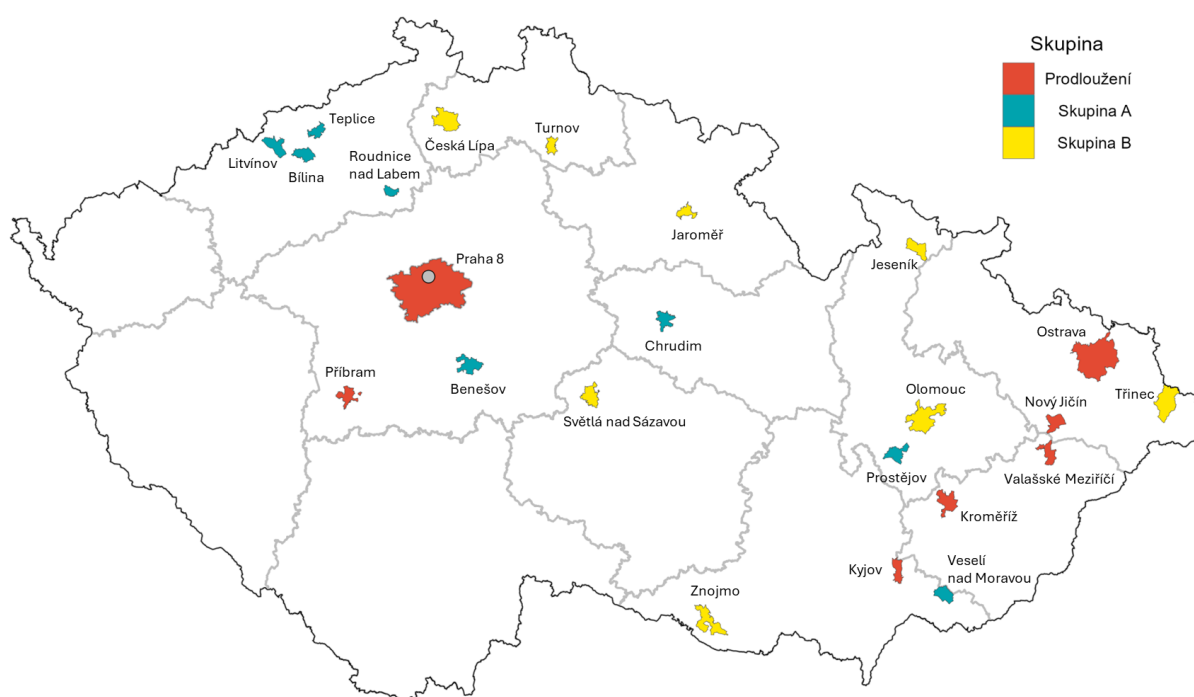 Skupina
Prodloužení
Skupina A
Skupina B
Teplice
Litvínov
Bílina
Roudnice
nad Labem
Česká Lípa
Turnov
Jaroměř
Praha 8
Jeseník
Chrudim
Ostrava
Příbram
Benešov
Světlá nad Sázavou
Olomouc
Nový Jičín
Třinec
Prostějov
Valašské Meziříčí
Kroměříž
Kyjov
Veselí
nad Moravou
Znojmo